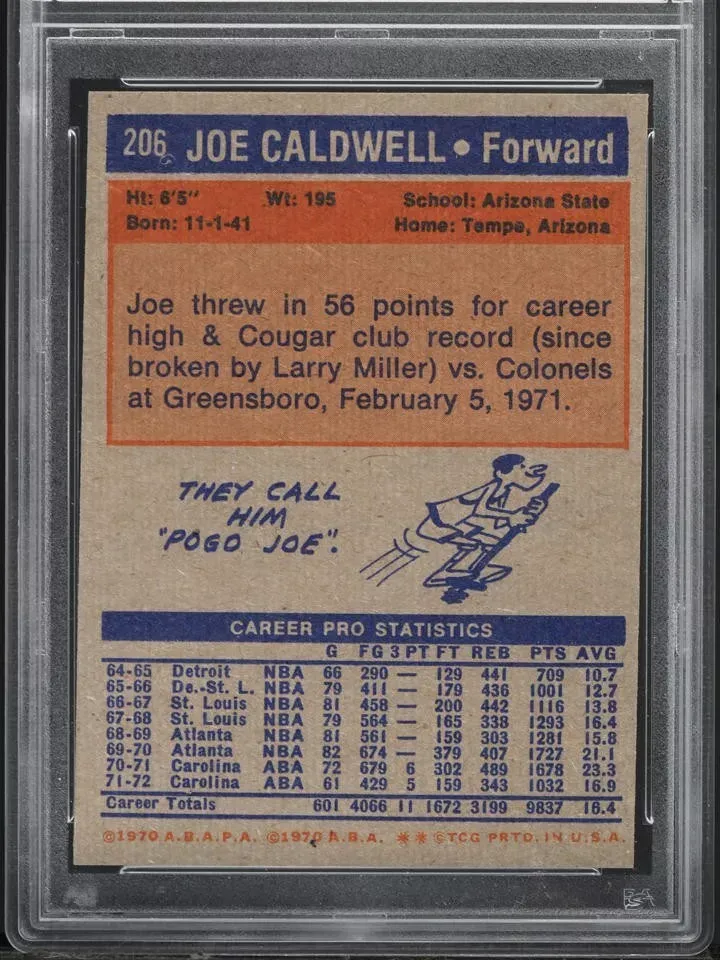 206 JOE CALDWELL • Forward
Ht: 6'5" Wt: 195 School: Arizona State
Born: 11-1-41 Home: Tempe, Arizona
Joe threw in 56 points for career
high & Cougar club record (since
broken by Larry Miller) vs. Colonels
at Greensboro, February 5, 1971.
THEY CALL
HIM
"POGO JOE".
CAREER PRO STATISTICS
G FG 3 PT FT REB PTS AVG
64-65 Detroit NBA 66 290 — 129 441 709 10.7
65-66 De.-St. L. NBA 79 411 — 179 436 1001 12.7
66-67 St. Louis NBA 81 458 — 200 442 1116 13.8
67-68 St. Louis NBA 79 564 — 165 338 1293 16.4
68-69 Atlanta NBA 81 561 — 159 303 1281 15.8
69-70 Atlanta NBA 82 674 — 379 407 1727 21.1
70-71 Carolina ABA 72 679 6 302 489 1678 23.3
71-72 Carolina ABA 61 429 5 159 343 1032 16.9
Career Totals 601 4066 11 1672 3199 9837 16.4
©1970 A.B.A.P.A. ©1970 A.B.A. ** ©TCG PRTD. IN U.S.A.
PSA